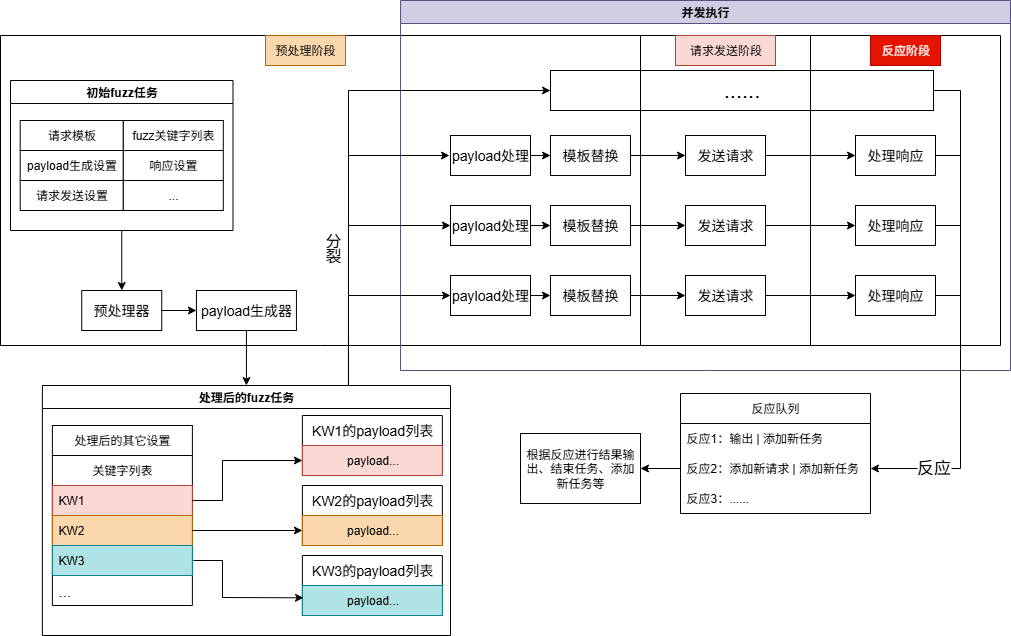 并发执行
预处理阶段
请求发送阶段
反应阶段
初始fuzz任务
请求模板
fuzz关键字列表
payload生成设置
响应设置
请求发送设置
...
预处理器
payload生成器
分裂
......
payload处理
模板替换
发送请求
处理响应
payload处理
模板替换
发送请求
处理响应
payload处理
模板替换
发送请求
处理响应
处理后的fuzz任务
处理后的其它设置
关键字列表
KW1
KW2
KW3
...
KW1的payload列表
payload...
KW2的payload列表
payload...
KW3的payload列表
payload...
反应
反应队列
反应1：输出 | 添加新任务
反应2：添加新请求 | 添加新任务
反应3：......
根据反应进行结果输
出、结束任务、添加
新任务等